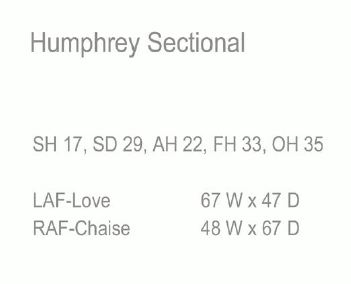 Humphrey Sectional
SH 17, SD 29, AH 22, FH 33, OH 35
LAF-Love 67 W x 47 D
RAF-Chaise 48 W x 67 D